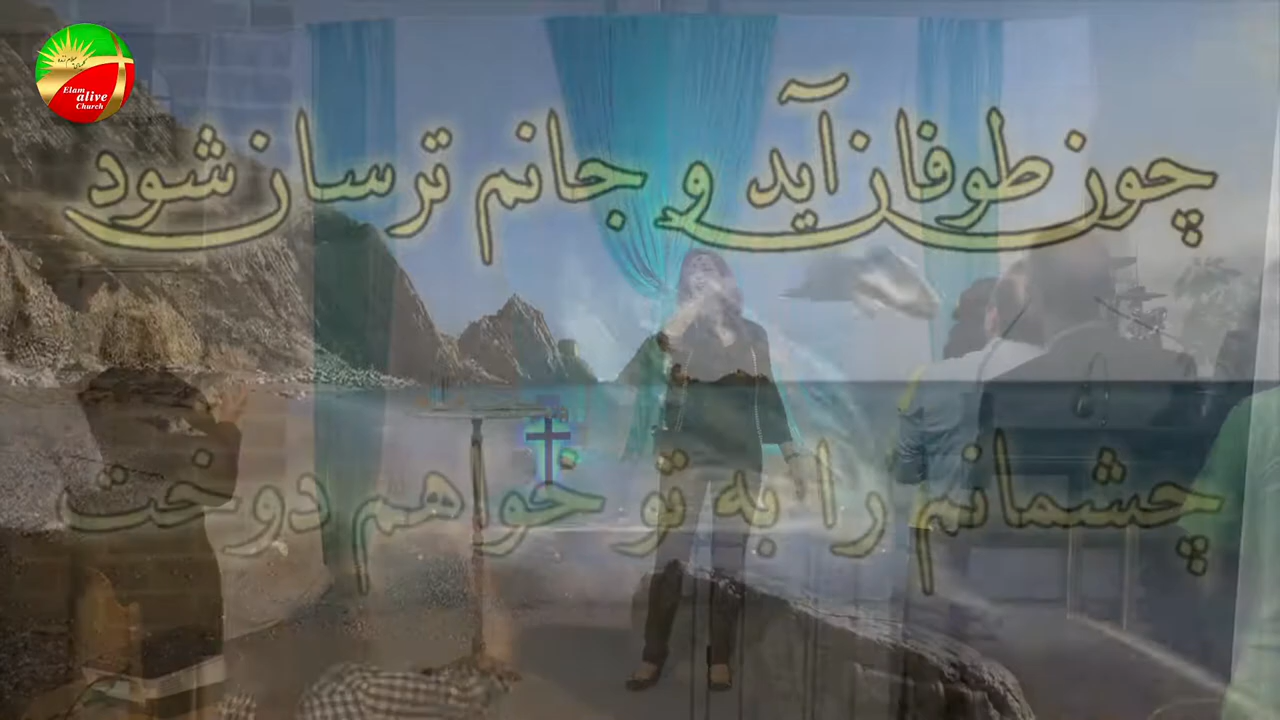 Elam
alive
Church
چون طوفان آید و جانم ترسان شود
چشمانم را به تو خواهم دوخت